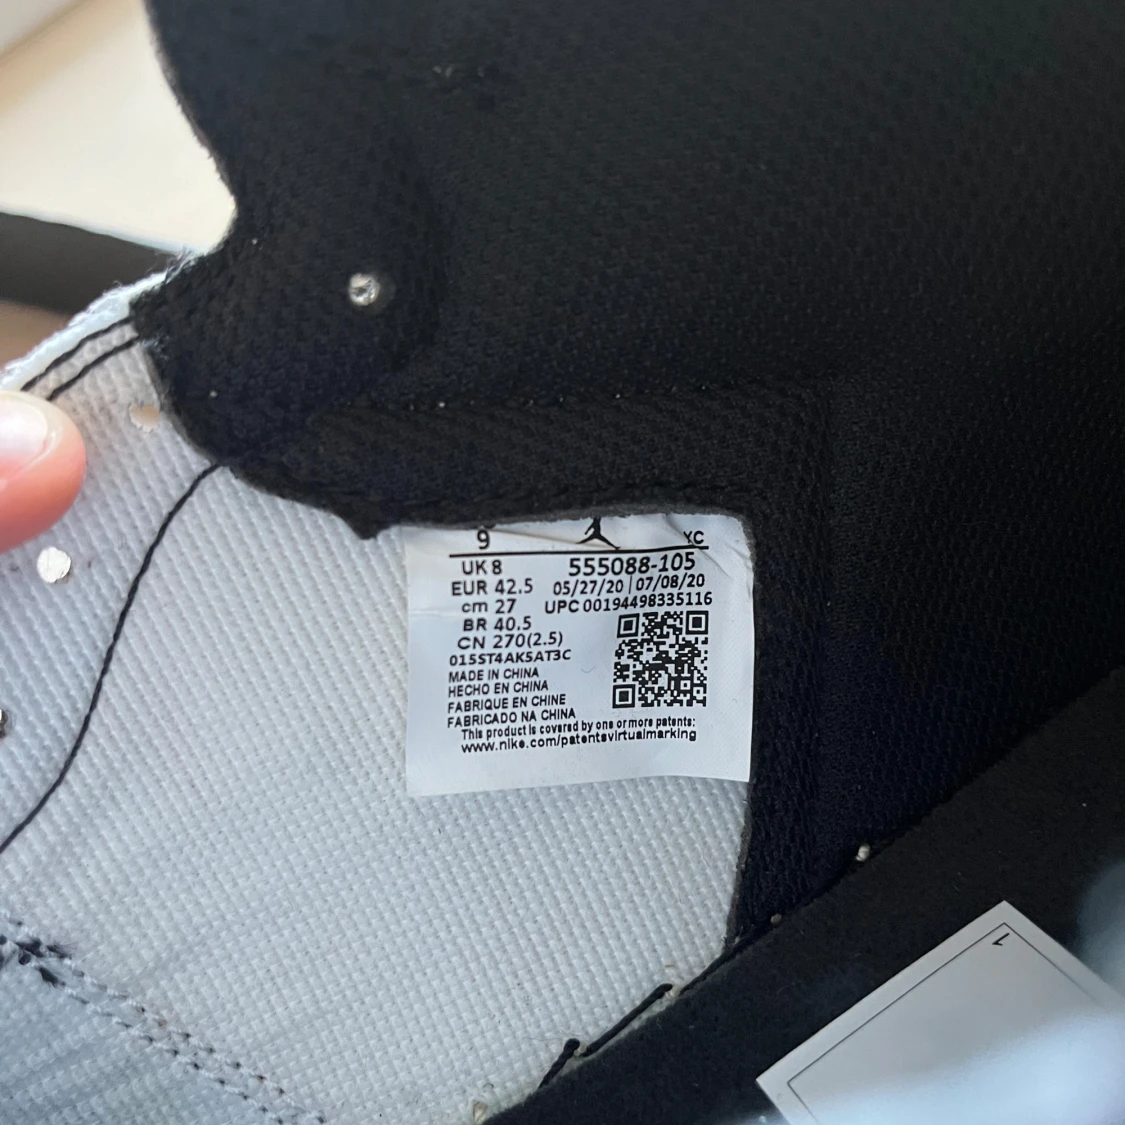 9 XC
UK 8 555088-105
EUR 42.5 05/27/20 | 07/08/20
cm 27 UPC 00194498335116
BR 40.5
CN 270(2.5)
015ST4AK5AT3C
MADE IN CHINA
HECHO EN CHINA
FABRIQUE EN CHINE
FABRICADO NA CHINA
This product is covered by one or more patents:
www.nike.com/patentsvirtualmarking
1